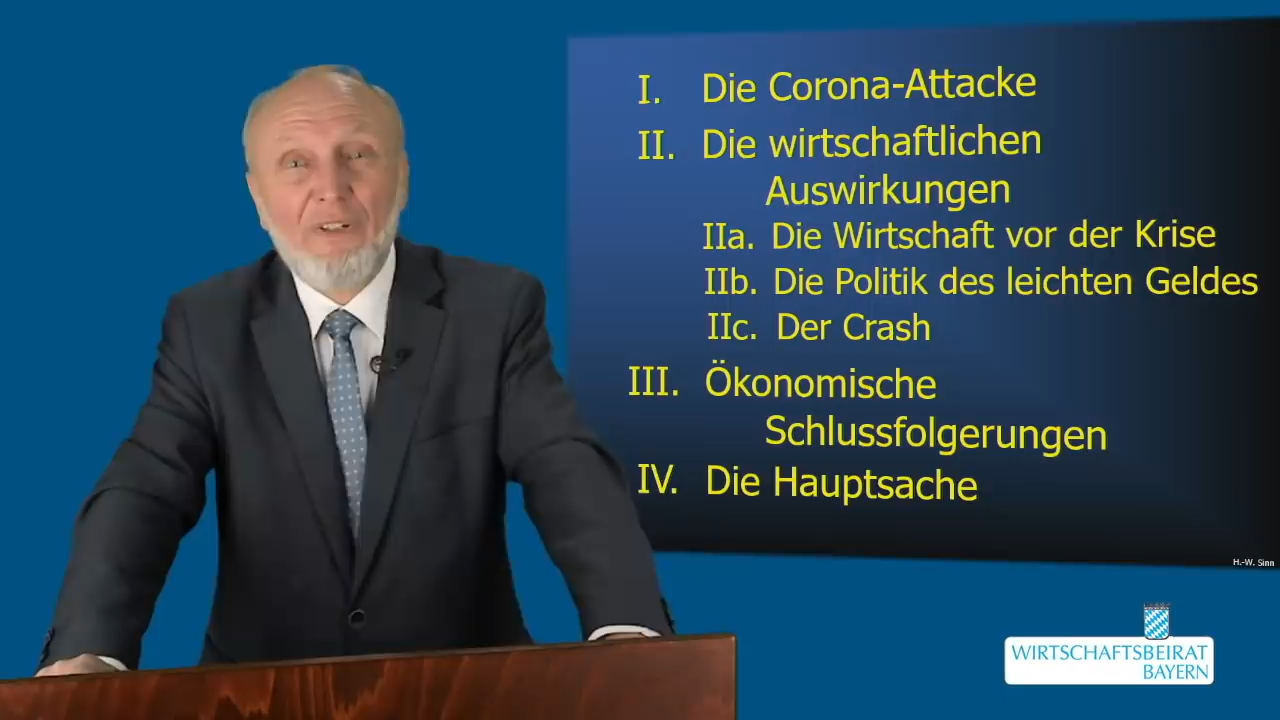 I. Die Corona-Attacke
II. Die wirtschaftlichen
Auswirkungen
IIa. Die Wirtschaft vor der Krise
IIb. Die Politik des leichten Geldes
IIc. Der Crash
III. Ökonomische
Schlussfolgerungen
IV. Die Hauptsache
H.-W. Sinn
WIRTSCHAFTSBEIRAT
BAYERN